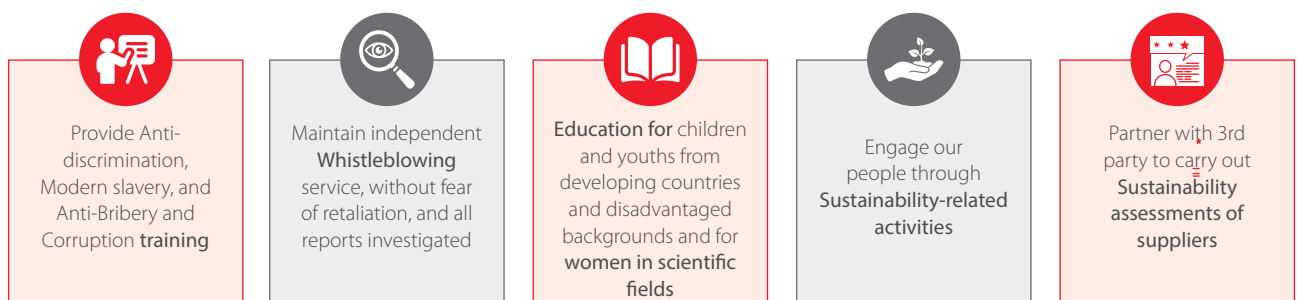 Provide Anti-
discrimination,
Modern slavery, and
Anti-Bribery and
Corruption training
Maintain independent
Whistleblowing
service, without fear
of retaliation, and all
reports investigated
Education for children
and youths from
developing countries
and disadvantaged
backgrounds and for
women in scientific
fields
Engage our
people through
Sustainability-related
activities
Partner with 3rd
party to carry out
Sustainability
assessments of
suppliers